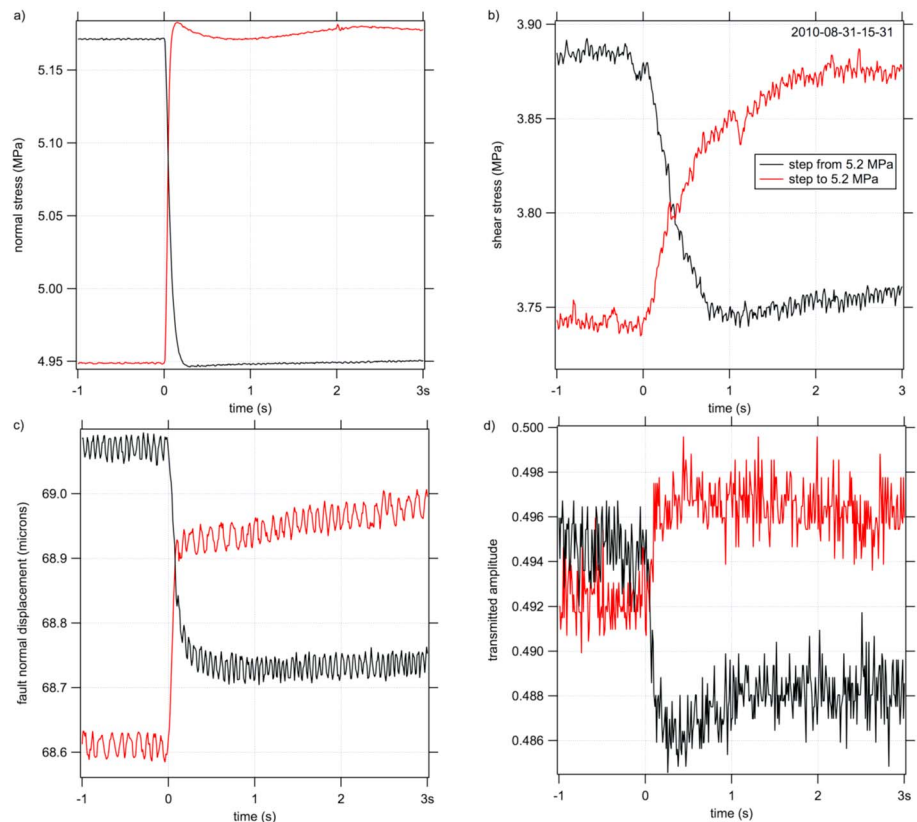 a)
normal stress (MPa)
5.15
5.10
5.05
5.00
4.95
-1
0
1
2
3s
time (s)
b)
2010-08-31-15-31
shear stress (MPa)
3.90
3.85
3.80
3.75
step from 5.2 MPa
step to 5.2 MPa
-1
0
1
2
3
time (s)
c)
fault normal displacement (microns)
69.0
68.9
68.8
68.7
68.6
-1
0
1
2
3s
time (s)
d)
transmitted amplitude
0.500
0.498
0.496
0.494
0.492
0.490
0.488
0.486
-1
0
1
2
3s
time (s)